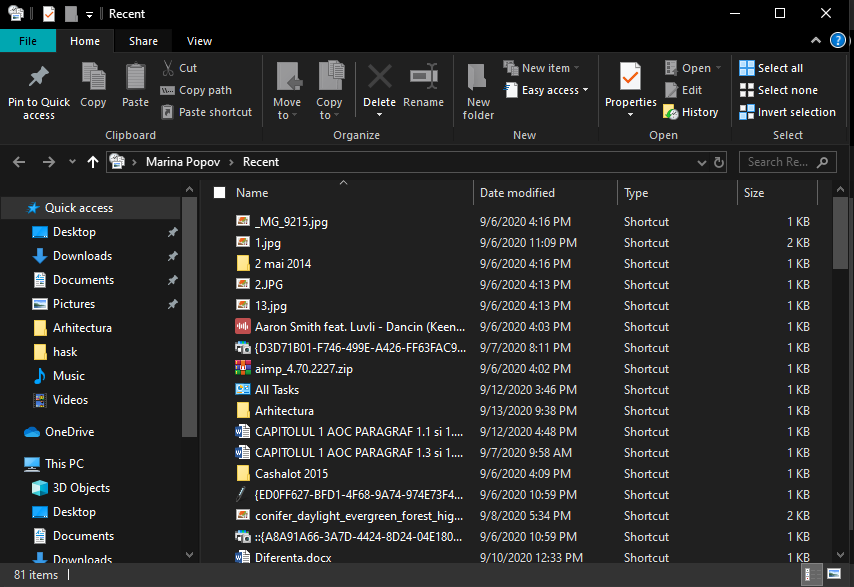 Recent
File Home Share View
Pin to Quick access
Copy
Paste
Cut
Copy path
Paste shortcut
Clipboard
Move to
Copy to
Delete
Rename
Organize
New folder
New item
Easy access
New
Properties
Open
Edit
History
Open
Select all
Select none
Invert selection
Select
Marina Popov Recent
Search Re...
Quick access
Desktop
Downloads
Documents
Pictures
Arhitectura
hask
Music
Videos
OneDrive
This PC
3D Objects
Desktop
Documents
Downloads
Name Date modified Type Size
_MG_9215.jpg 9/6/2020 4:16 PM Shortcut 1 KB
1.jpg 9/6/2020 11:09 PM Shortcut 2 KB
2 mai 2014 9/6/2020 4:16 PM Shortcut 1 KB
2.JPG 9/6/2020 4:13 PM Shortcut 1 KB
13.jpg 9/6/2020 4:13 PM Shortcut 1 KB
Aaron Smith feat. Luvli - Dancin (Keen... 9/6/2020 4:03 PM Shortcut 1 KB
{D3D71B01-F746-499E-A426-FF63FAC9... 9/7/2020 8:11 PM Shortcut 1 KB
aimp_4.70.2227.zip 9/6/2020 4:02 PM Shortcut 1 KB
All Tasks 9/12/2020 3:46 PM Shortcut 1 KB
Arhitectura 9/13/2020 9:38 PM Shortcut 1 KB
CAPITOLUL 1 AOC PARAGRAF 1.1 si 1.... 9/12/2020 4:48 PM Shortcut 1 KB
CAPITOLUL 1 AOC PARAGRAF 1.3 si 1.... 9/7/2020 9:58 AM Shortcut 1 KB
Cashalot 2015 9/6/2020 4:09 PM Shortcut 1 KB
{ED0FF627-BFD1-4F68-9A74-974E73F4... 9/6/2020 10:59 PM Shortcut 1 KB
conifer_daylight_evergreen_forest_hig... 9/8/2020 5:34 PM Shortcut 2 KB
::{A8A91A66-3A7D-4424-8D24-04E180... 9/6/2020 10:59 PM Shortcut 1 KB
Diferenta.docx 9/10/2020 12:33 PM Shortcut 1 KB
81 items